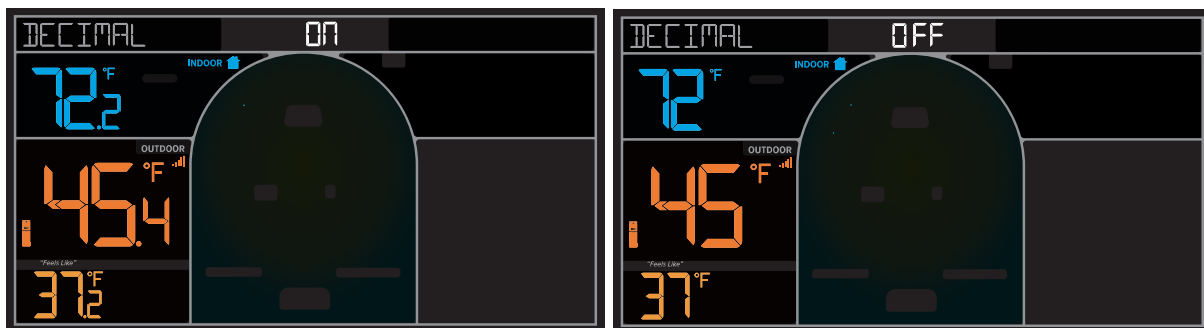 DECIMAL ON
INDOOR
72.2 °F
OUTDOOR
45.4 °F
"Feels Like"
37.2 °F
DECIMAL OFF
INDOOR
72 °F
OUTDOOR
45 °F
"Feels Like"
37 °F